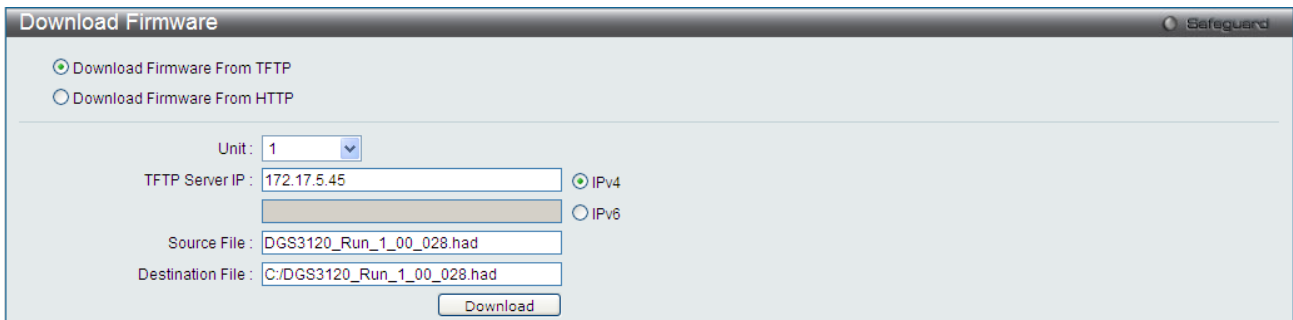 Download Firmware
Safeguard
Download Firmware From TFTP
Download Firmware From HTTP
Unit : 1
TFTP Server IP : 172.17.5.45 IPv4
IPv6
Source File : DGS3120_Run_1_00_028.had
Destination File : C:/DGS3120_Run_1_00_028.had
Download